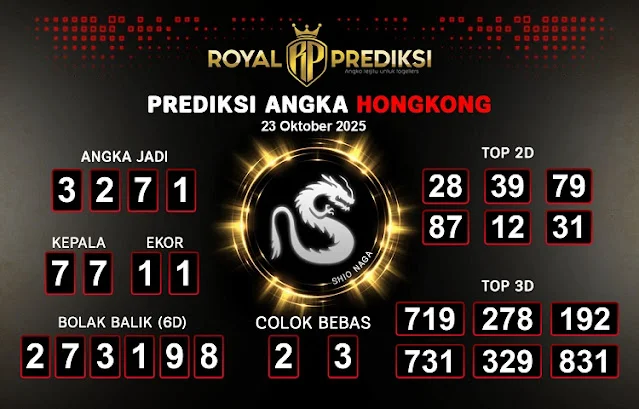 ROYAL RP PREDIKSI
Angka Jegitu untuk rogellers
PREDIKSI ANGKA HONGKONG
23 Oktober 2025
ANGKA JADI
3 2 7 1
KEPALA EKOR
7 7 1 1
BOLAK BALIK (6D)
2 7 3 1 9 8
SHIO NAGA
COLOK BEBAS
2 3
TOP 2D
28 39 79
87 12 31
TOP 3D
719 278 192
731 329 831